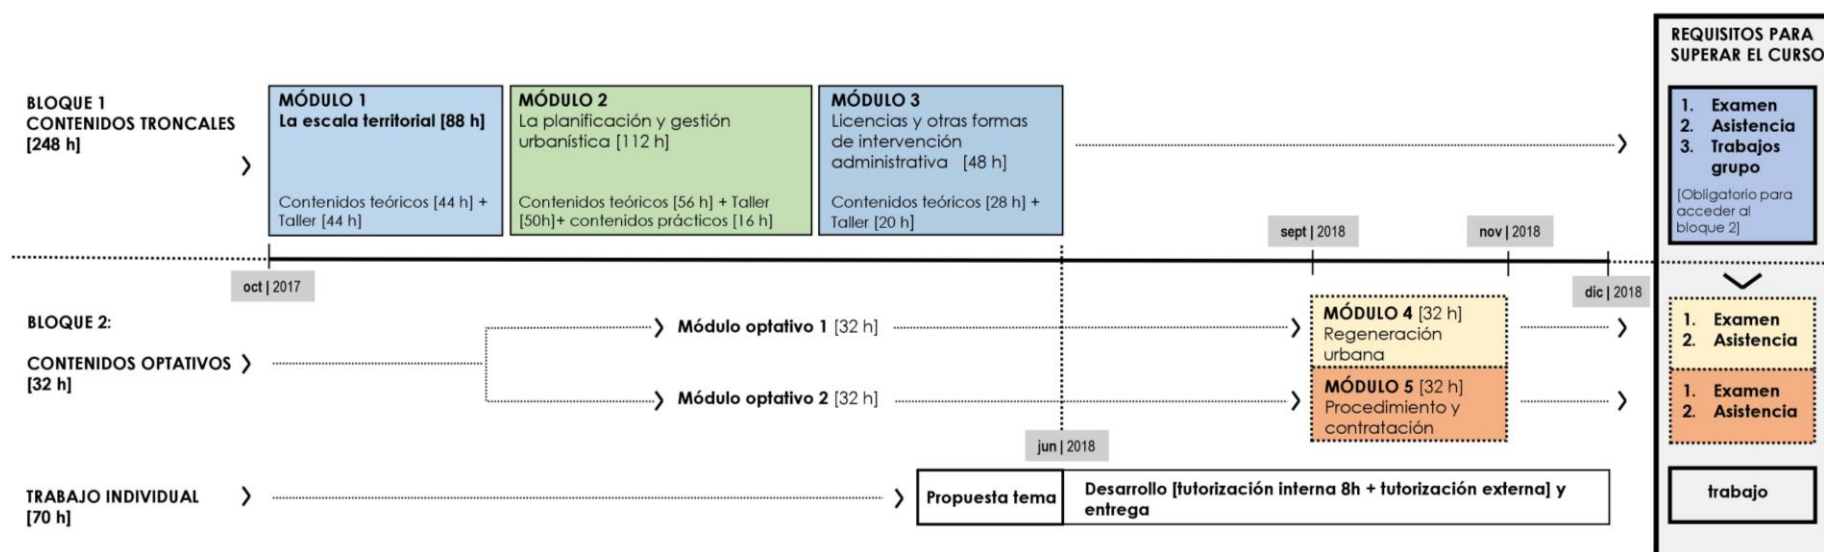 REQUISITOS PARA
SUPERAR EL CURSO
BLOQUE 1
CONTENIDOS TRONCALES
[248 h]
MÓDULO 1
La escala territorial [88 h]
Contenidos teóricos [44 h] +
Taller [44 h]
MÓDULO 2
La planificación y gestión
urbanística [112 h]
Contenidos teóricos [56 h] + Taller
[50h]+ contenidos prácticos [16 h]
MÓDULO 3
Licencias y otras formas
de intervención
administrativa [48 h]
Contenidos teóricos [28 h] +
Taller [20 h]
1. Examen
2. Asistencia
3. Trabajos
grupo
[Obligatorio para
acceder al
bloque 2]
sept | 2018
nov | 2018
oct | 2017
dic | 2018
BLOQUE 2:
CONTENIDOS OPTATIVOS
[32 h]
Módulo optativo 1 [32 h]
MÓDULO 4 [32 h]
Regeneración
urbana
1. Examen
2. Asistencia
Módulo optativo 2 [32 h]
MÓDULO 5 [32 h]
Procedimiento y
contratación
1. Examen
2. Asistencia
jun | 2018
TRABAJO INDIVIDUAL
[70 h]
Propuesta tema
Desarrollo [tutorización interna 8h + tutorización externa] y
entrega
trabajo